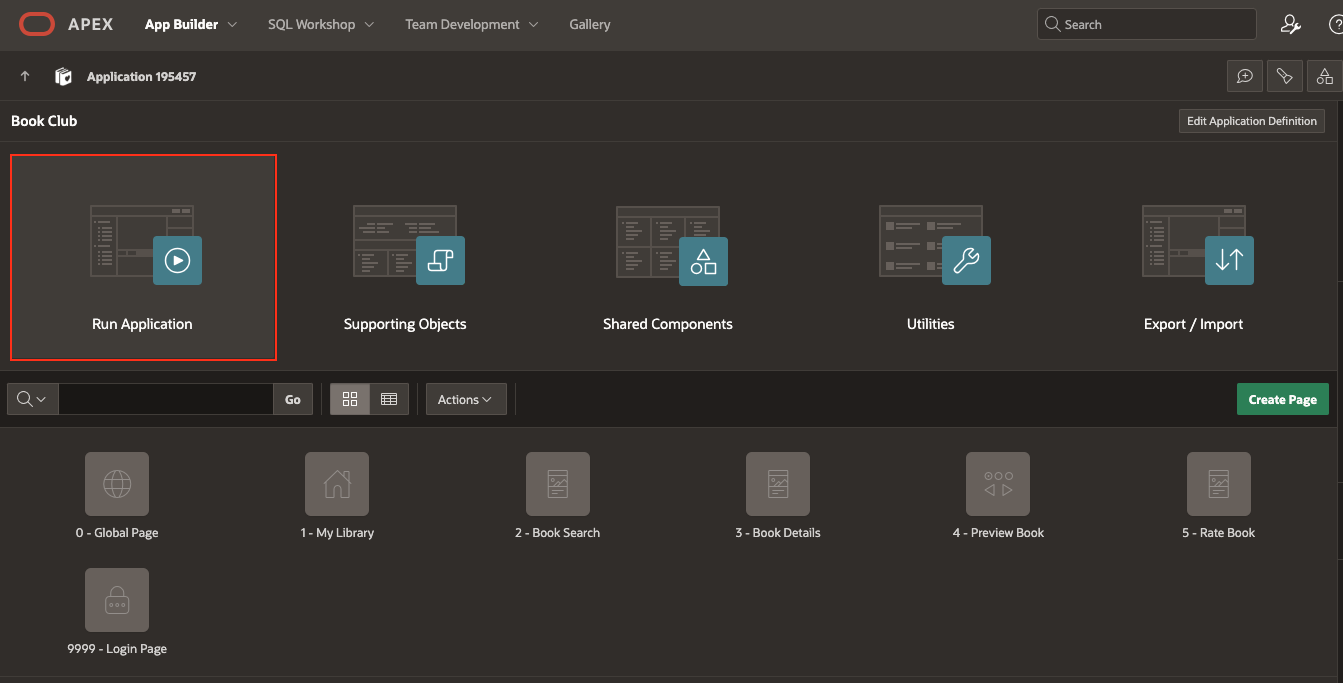 APEX App Builder SQL Workshop Team Development Gallery Search
Application 195457
Book Club Edit Application Definition
Run Application Supporting Objects Shared Components Utilities Export / Import
Go Actions Create Page
0 - Global Page 1 - My Library 2 - Book Search 3 - Book Details 4 - Preview Book 5 - Rate Book
9999 - Login Page